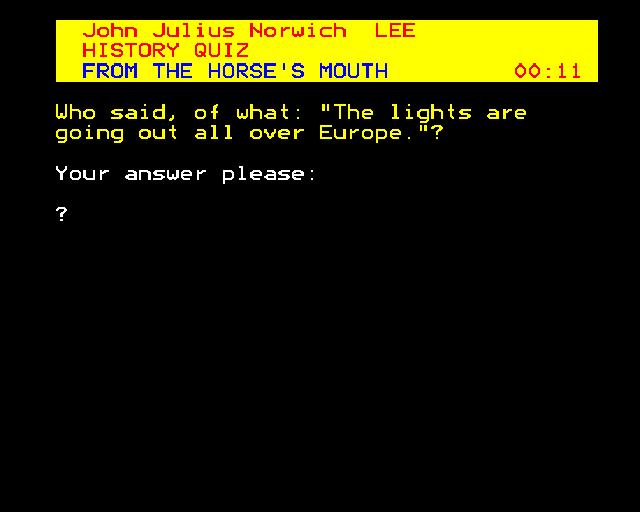 John Julius Norwich  LEE
HISTORY QUIZ
FROM THE HORSE'S MOUTH 00:11
Who said, of what: "The lights are
going out all over Europe."?
Your answer please:
?